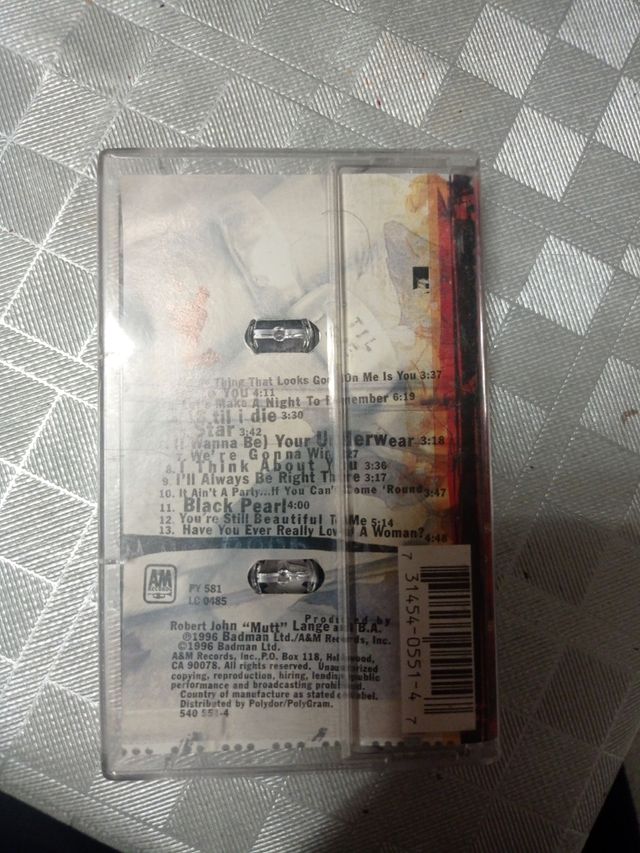 Thing That Looks Good On Me Is You 3:37
YOU 4:11
Make A Night To Remember 6:19
til i die 3:30
Star 3:42
(I Wanna Be) Your Underwear 3:18
We're Gonna Win :27
8. I Think About You 3:36
9. I'll Always Be Right There 3:17
10. It Ain't A Party...If You Can't Come 'Round 3:47
11. Black Pearl 4:00
12. You're Still Beautiful To Me 5:14
13. Have You Ever Really Loved A Woman? 4:48
A&M
RECORDS
PY 581
LC 0485
Produced by
Robert John "Mutt" Lange and B.A.
℗1996 Badman Ltd./A&M Records, Inc.
©1996 Badman Ltd.
A&M Records, Inc., P.O. Box 118, Hollywood,
CA 90078. All rights reserved. Unauthorized
copying, reproduction, hiring, lending, public
performance and broadcasting prohibited.
Country of manufacture as stated on label.
Distributed by Polydor/PolyGram.
540 551-4
7 31454-0551-4 7
TIL